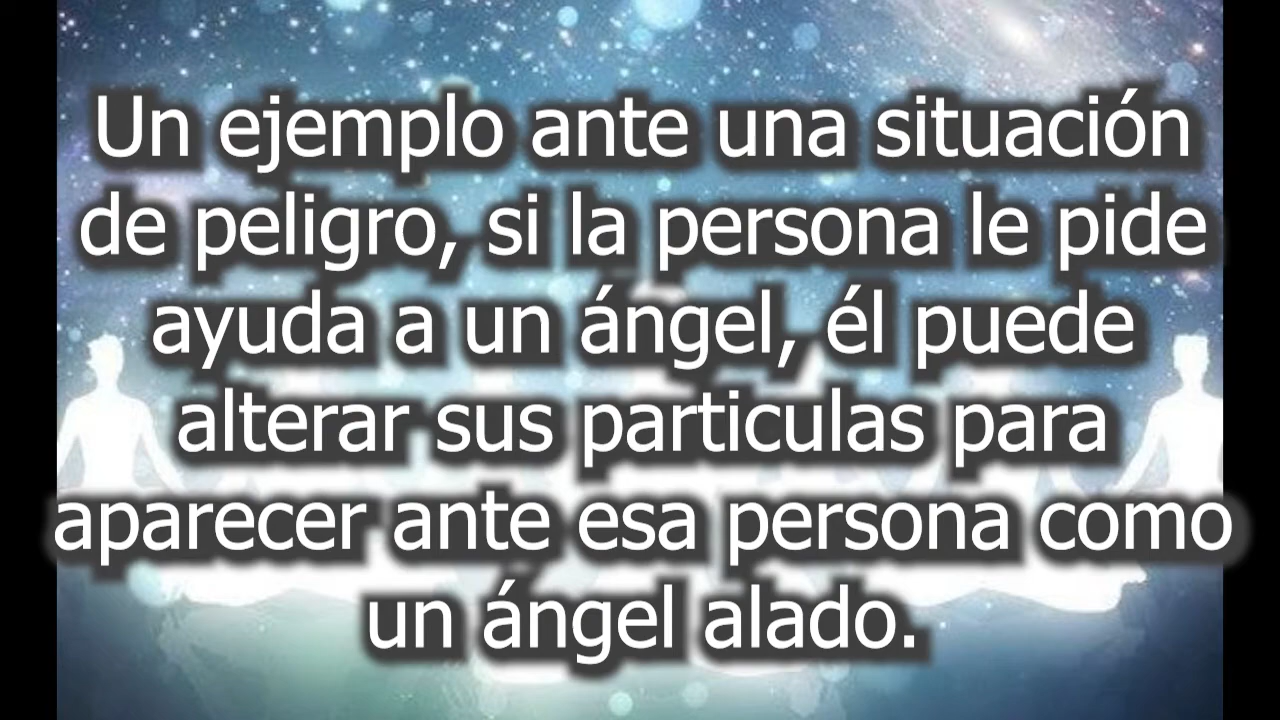 Un ejemplo ante una situación
de peligro, si la persona le pide
ayuda a un ángel, él puede
alterar sus particulas para
aparecer ante esa persona como
un ángel alado.